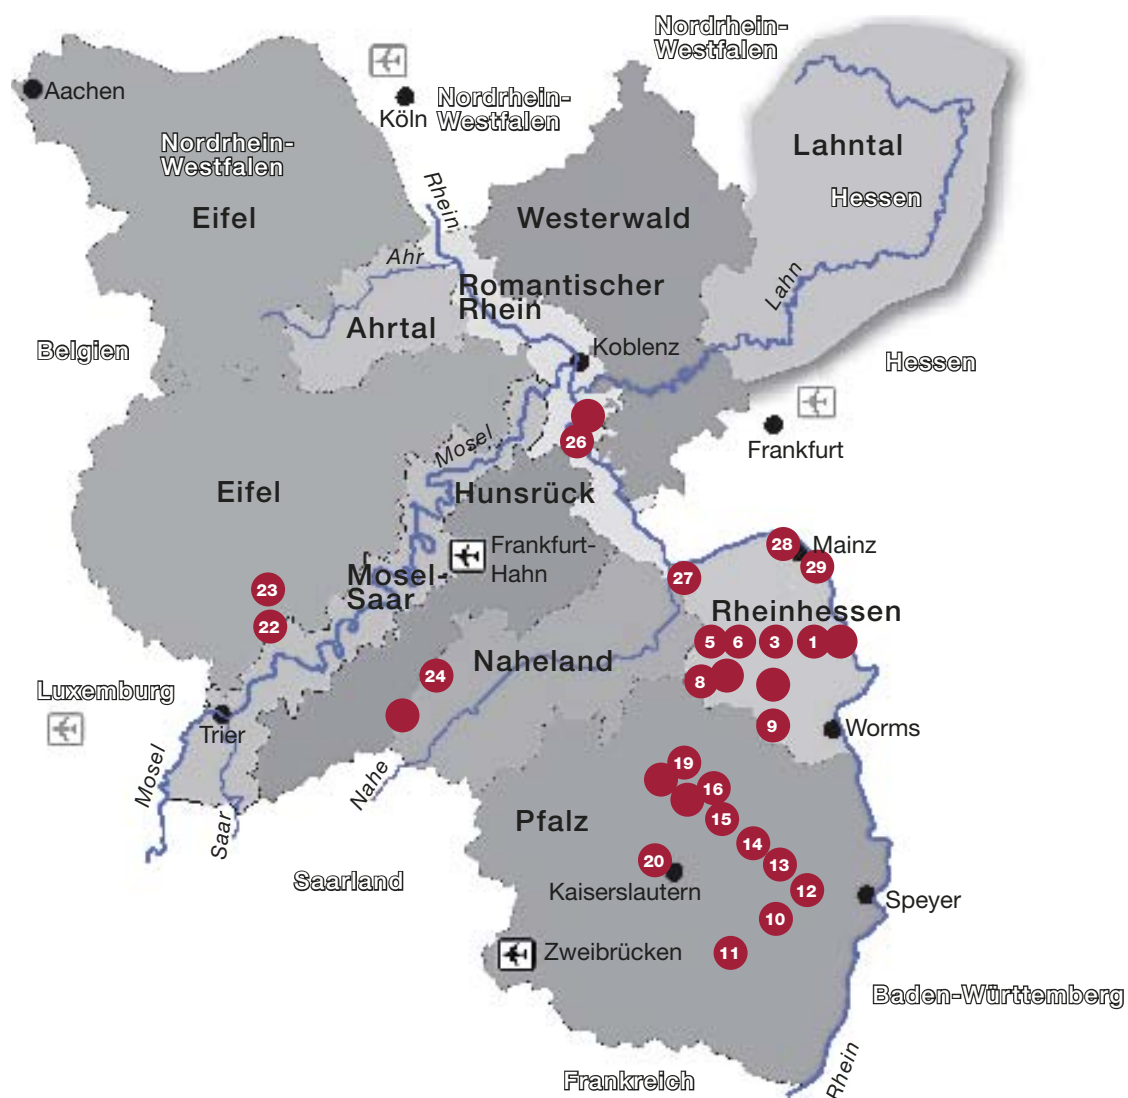 Nordrhein-
Westfalen
Aachen
Köln
Nordrhein-
Westfalen
Nordrhein-
Westfalen
Lahntal
Hessen
Eifel
Rhein
Westerwald
Ahr
Romantischer
Rhein
Lahn
Ahrtal
Belgien
Koblenz
Hessen
26
Mosel
Frankfurt
Eifel
Hunsrück
Frankfurt-
Hahn
28
Mainz
29
Mosel-
Saar
27
23
22
Rheinhessen
5
6
3
1
Naheland
24
8
Luxemburg
Trier
9
Worms
Mosel
Saar
Nahe
19
16
15
Pfalz
14
13
20
Kaiserslautern
12
Speyer
Saarland
10
11
Zweibrücken
Baden-Württemberg
Frankreich
Rhein